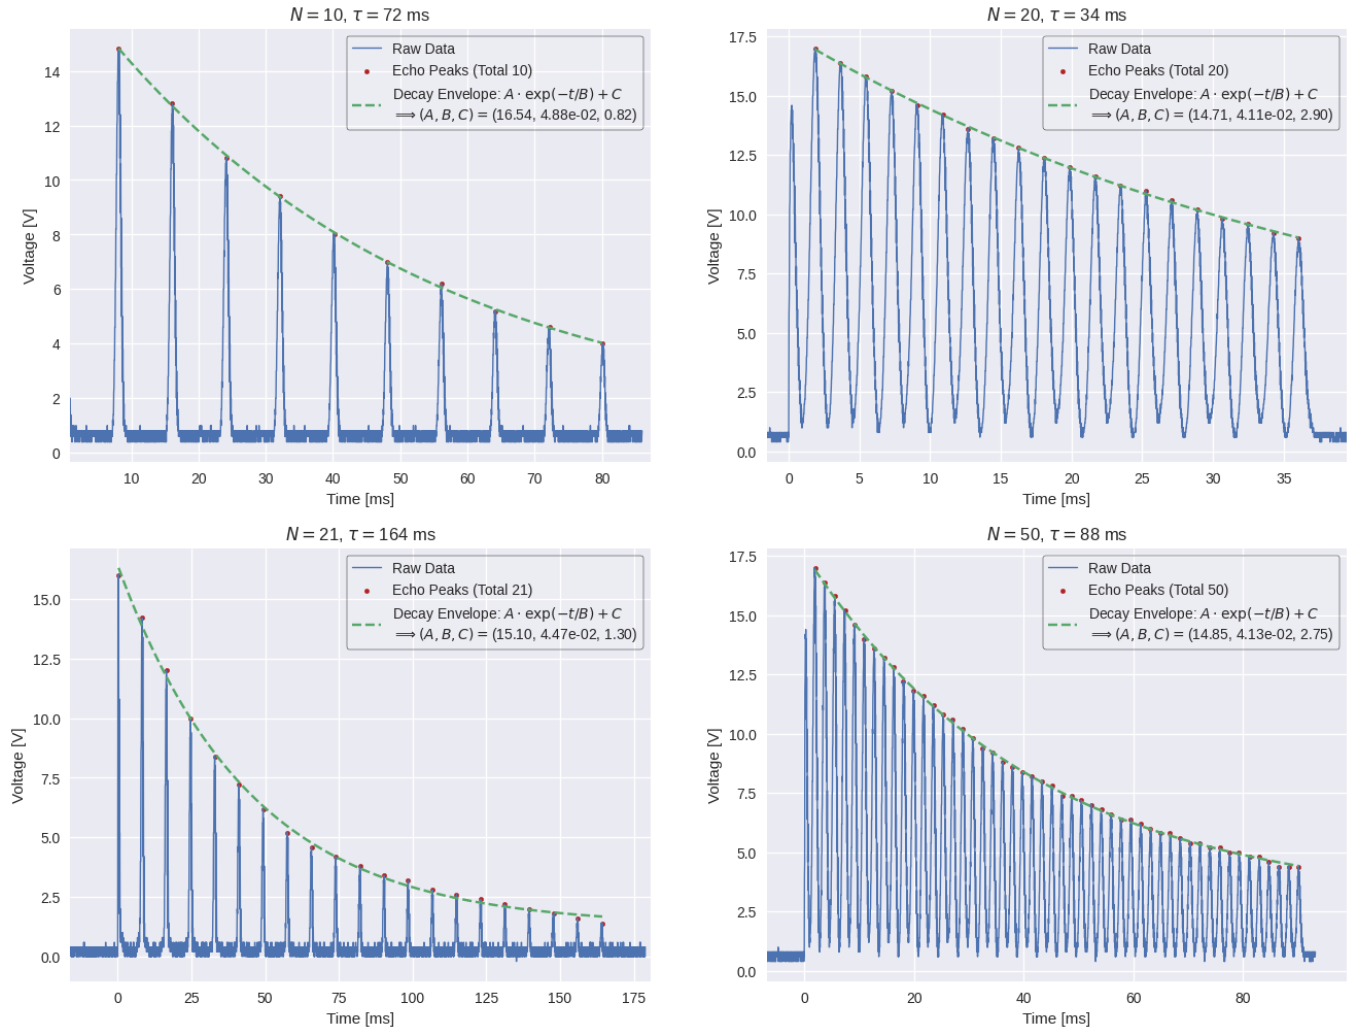 N = 10, τ = 72 ms
Voltage [V]
14
12
10
8
6
4
2
0
Raw Data
Echo Peaks (Total 10)
Decay Envelope: A · exp(−t/B) + C
⟹ (A, B, C) = (16.54, 4.88e-02, 0.82)
10 20 30 40 50 60 70 80
Time [ms]
N = 20, τ = 34 ms
Voltage [V]
17.5
15.0
12.5
10.0
7.5
5.0
2.5
0.0
Raw Data
Echo Peaks (Total 20)
Decay Envelope: A · exp(−t/B) + C
⟹ (A, B, C) = (14.71, 4.11e-02, 2.90)
0 5 10 15 20 25 30 35
Time [ms]
N = 21, τ = 164 ms
Voltage [V]
15.0
12.5
10.0
7.5
5.0
2.5
0.0
Raw Data
Echo Peaks (Total 21)
Decay Envelope: A · exp(−t/B) + C
⟹ (A, B, C) = (15.10, 4.47e-02, 1.30)
0 25 50 75 100 125 150 175
Time [ms]
N = 50, τ = 88 ms
Voltage [V]
17.5
15.0
12.5
10.0
7.5
5.0
2.5
0.0
Raw Data
Echo Peaks (Total 50)
Decay Envelope: A · exp(−t/B) + C
⟹ (A, B, C) = (14.85, 4.13e-02, 2.75)
0 20 40 60 80
Time [ms]